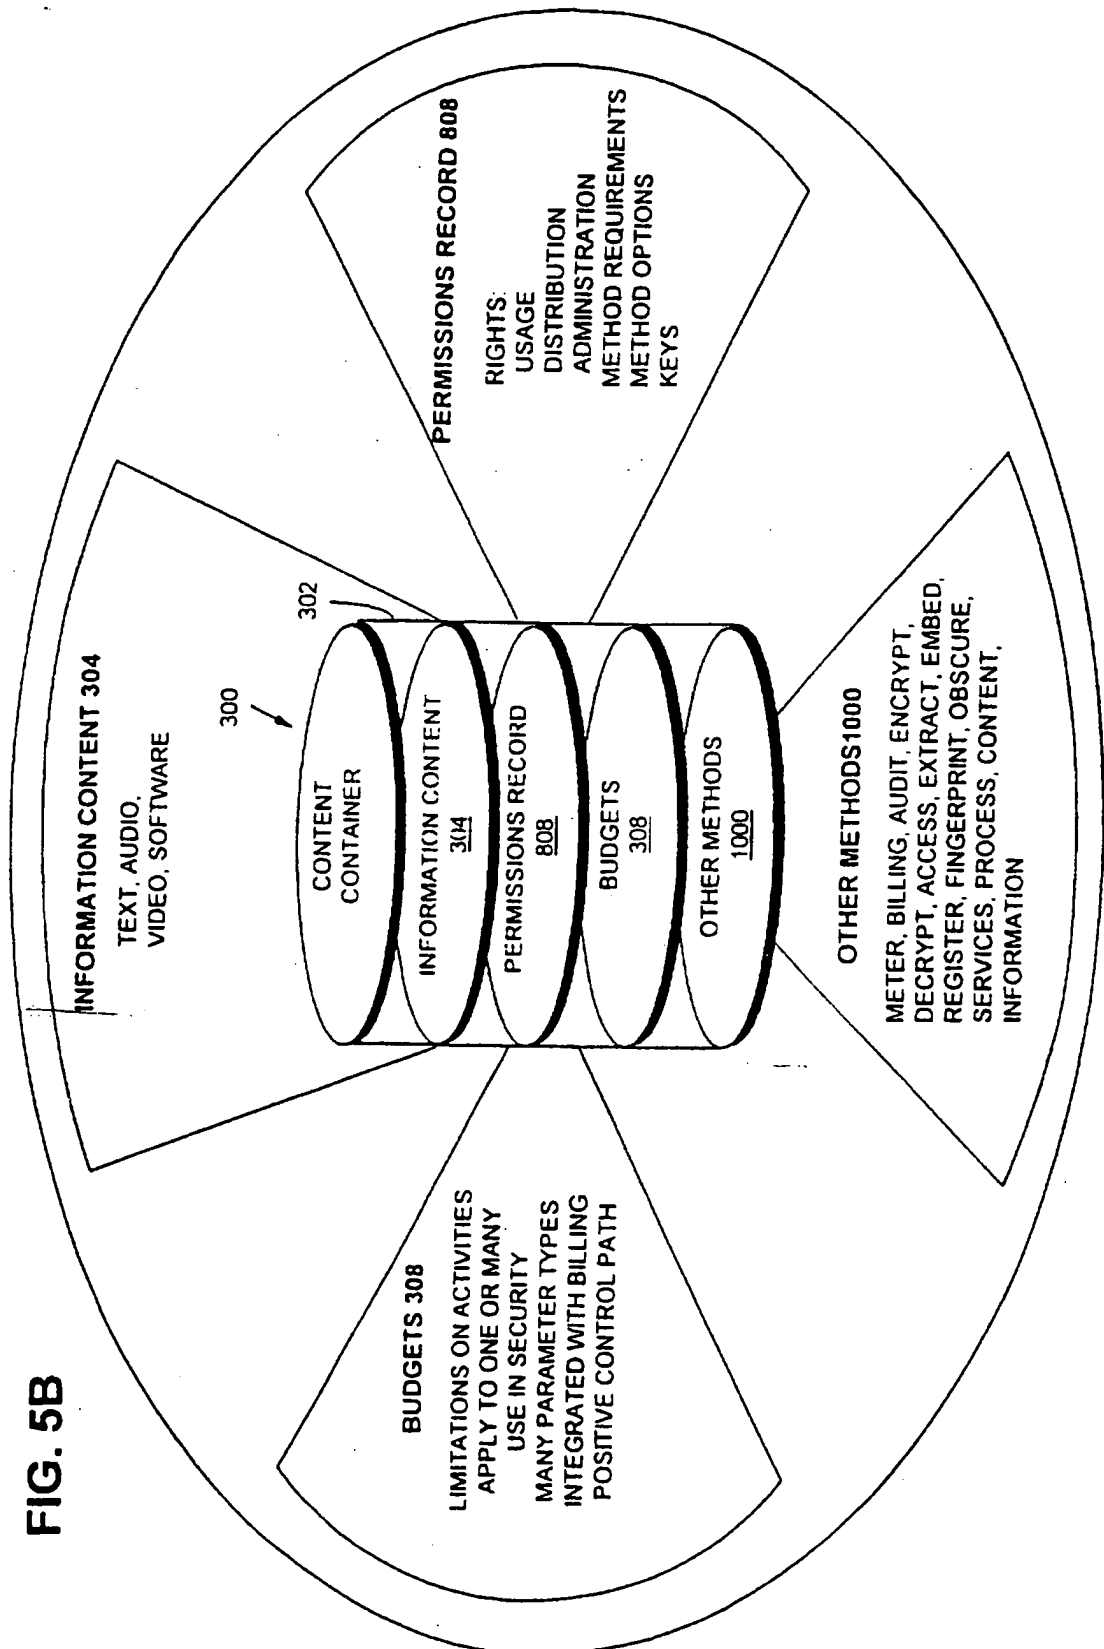 FIG. 5B
INFORMATION CONTENT 304
TEXT, AUDIO,
VIDEO, SOFTWARE
300
302
CONTENT
CONTAINER
INFORMATION CONTENT
304
PERMISSIONS RECORD
808
BUDGETS
308
OTHER METHODS
1000
BUDGETS 308
LIMITATIONS ON ACTIVITIES
APPLY TO ONE OR MANY
USE IN SECURITY
MANY PARAMETER TYPES
INTEGRATED WITH BILLING
POSITIVE CONTROL PATH
PERMISSIONS RECORD 808
RIGHTS:
USAGE
DISTRIBUTION
ADMINISTRATION
METHOD REQUIREMENTS
METHOD OPTIONS
KEYS
OTHER METHODS1000
METER, BILLING, AUDIT, ENCRYPT,
DECRYPT, ACCESS, EXTRACT, EMBED,
REGISTER, FINGERPRINT, OBSCURE,
SERVICES, PROCESS, CONTENT,
INFORMATION